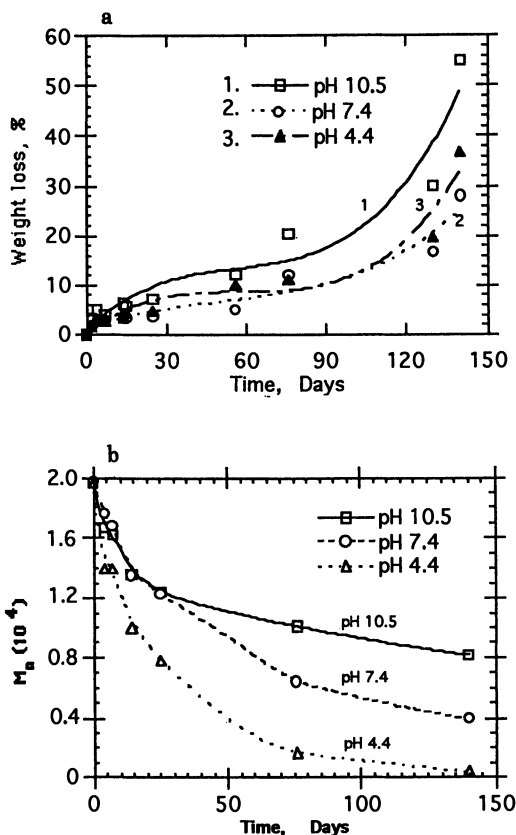 a
60
50
40
30
20
10
0
Weight loss, %
1. pH 10.5
2. pH 7.4
3. pH 4.4
1
3
2
0 30 60 90 120 150
Time, Days
b
2.0
1.6
1.2
0.8
0.4
0
Mn (10^4)
pH 10.5
pH 7.4
pH 4.4
pH 10.5
pH 7.4
pH 4.4
0 50 100 150
Time, Days